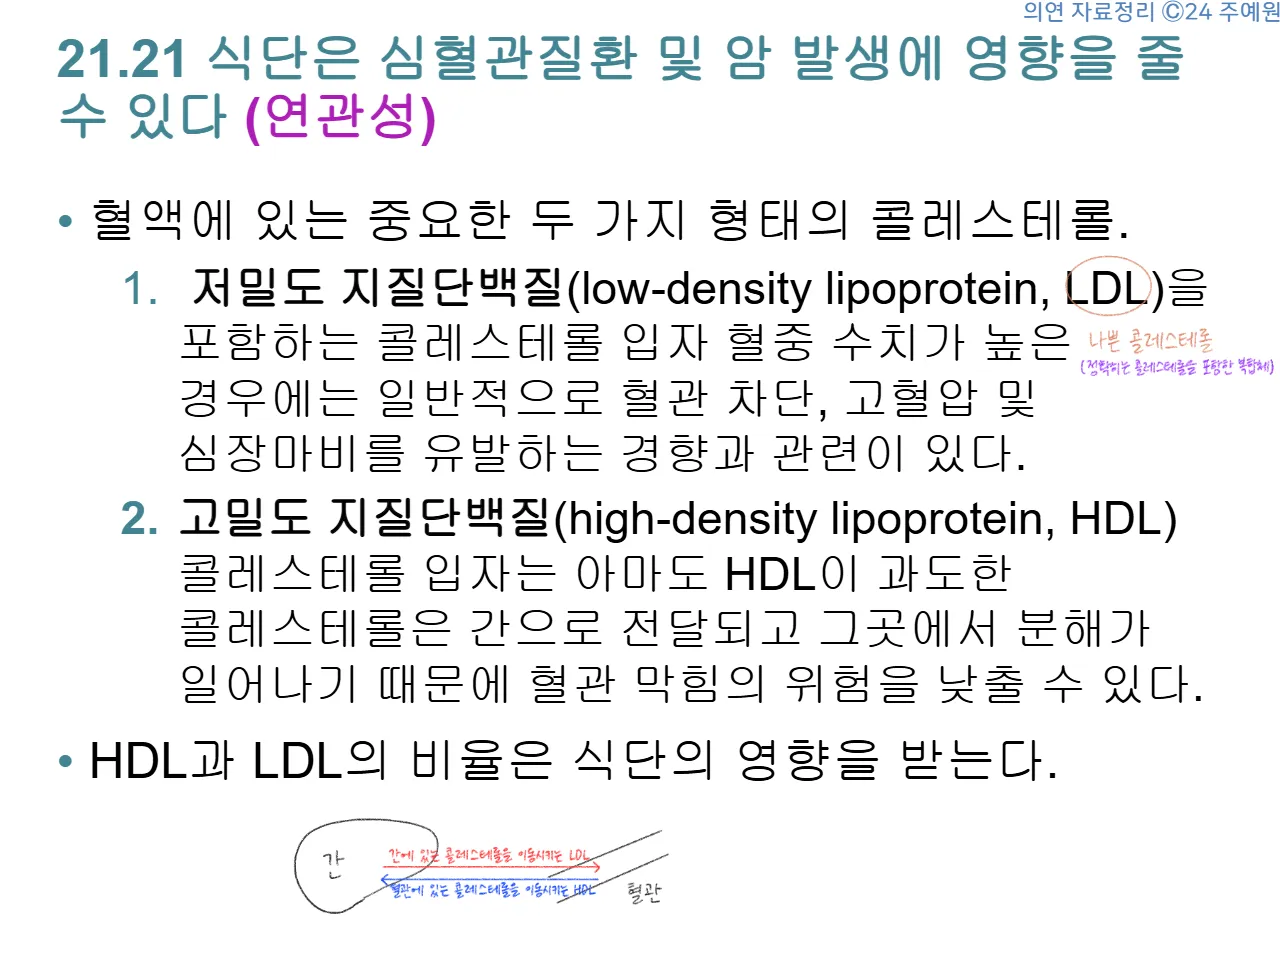 의연 자료정리 Ⓒ24 주예원
21.21 식단은 심혈관질환 및 암 발생에 영향을 줄
수 있다 (연관성)
• 혈액에 있는 중요한 두 가지 형태의 콜레스테롤.
1. 저밀도 지질단백질(low-density lipoprotein, LDL)을
포함하는 콜레스테롤 입자 혈중 수치가 높은
나쁜 콜레스테롤
(정확히는 콜레스테롤을 포함한 복합체)
경우에는 일반적으로 혈관 차단, 고혈압 및
심장마비를 유발하는 경향과 관련이 있다.
2. 고밀도 지질단백질(high-density lipoprotein, HDL)
콜레스테롤 입자는 아마도 HDL이 과도한
콜레스테롤은 간으로 전달되고 그곳에서 분해가
일어나기 때문에 혈관 막힘의 위험을 낮출 수 있다.
• HDL과 LDL의 비율은 식단의 영향을 받는다.
간
간에 있는 콜레스테롤을 이동시키는 LDL
혈관에 있는 콜레스테롤을 이동시키는 HDL
혈관